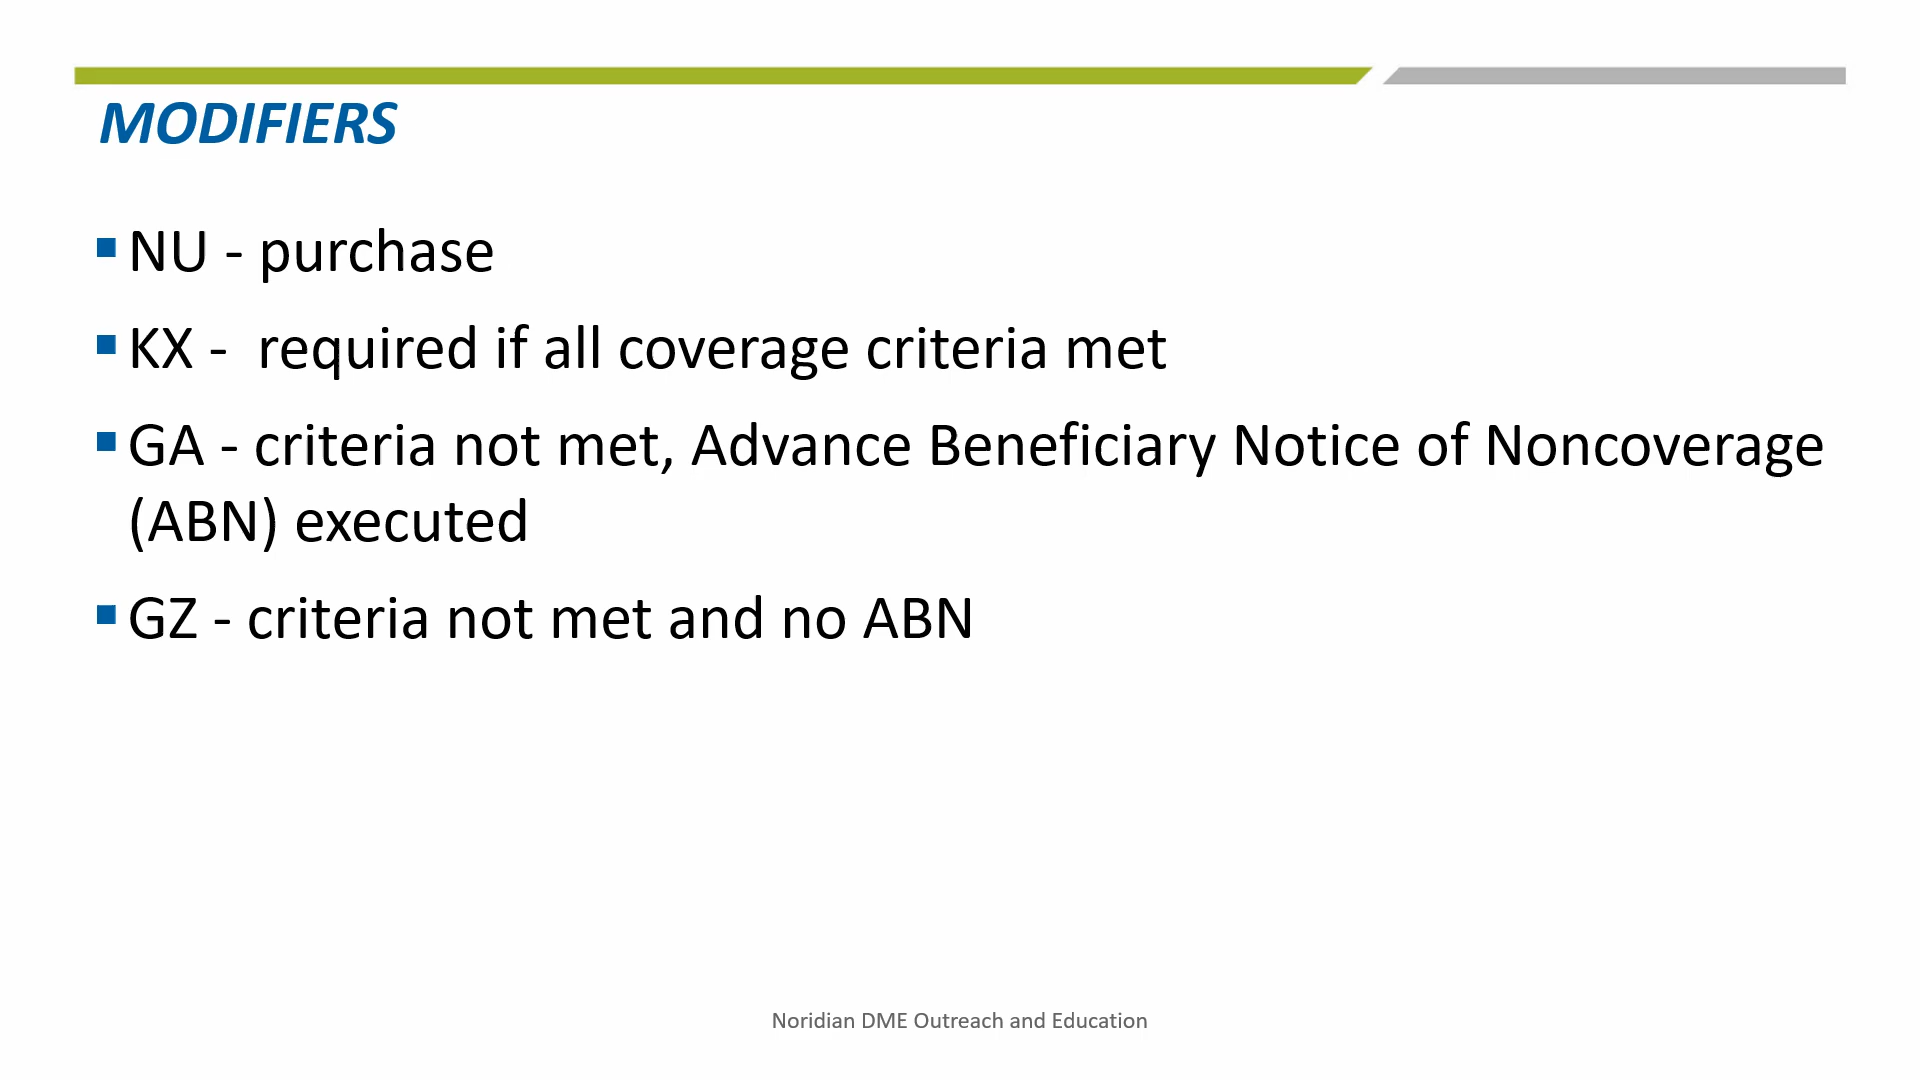 MODIFIERS
▪ NU - purchase
▪ KX -  required if all coverage criteria met
▪ GA - criteria not met, Advance Beneficiary Notice of Noncoverage
(ABN) executed
▪ GZ - criteria not met and no ABN
Noridian DME Outreach and Education